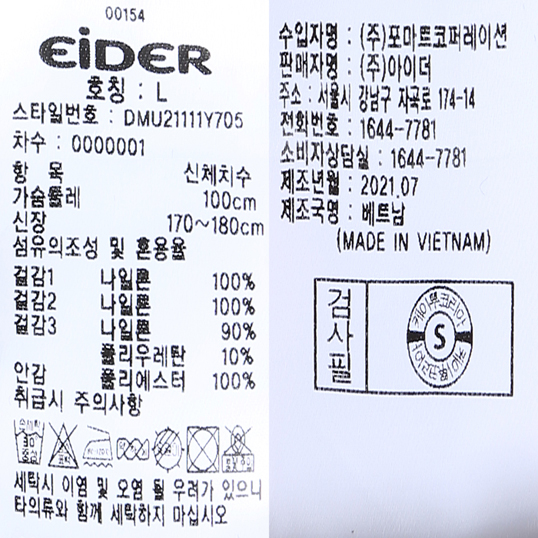 00154
EiDER
호칭 : L
스타일번호 : DMU21111Y705
차수 : 0000001
항 목 신체치수
가슴둘레 100cm
신장 170~180cm
섬유의조성 및 혼용율
겉감1 나일론 100%
겉감2 나일론 100%
겉감3 나일론 90%
폴리우레탄 10%
안감 폴리에스터 100%
취급시 주의사항
세탁시 이염 및 오염 될 우려가 있으니
타의류와 함께 세탁하지 마십시오
수입자명 : (주)포마트코퍼레이션
판매자명 : (주)아이더
주소 : 서울시 강남구 자곡로 174-14
전화번호 : 1644-7781
소비자상담실 : 1644-7781
제조년월 : 2021.07
제조국명 : 베트남
(MADE IN VIETNAM)
검사필
S